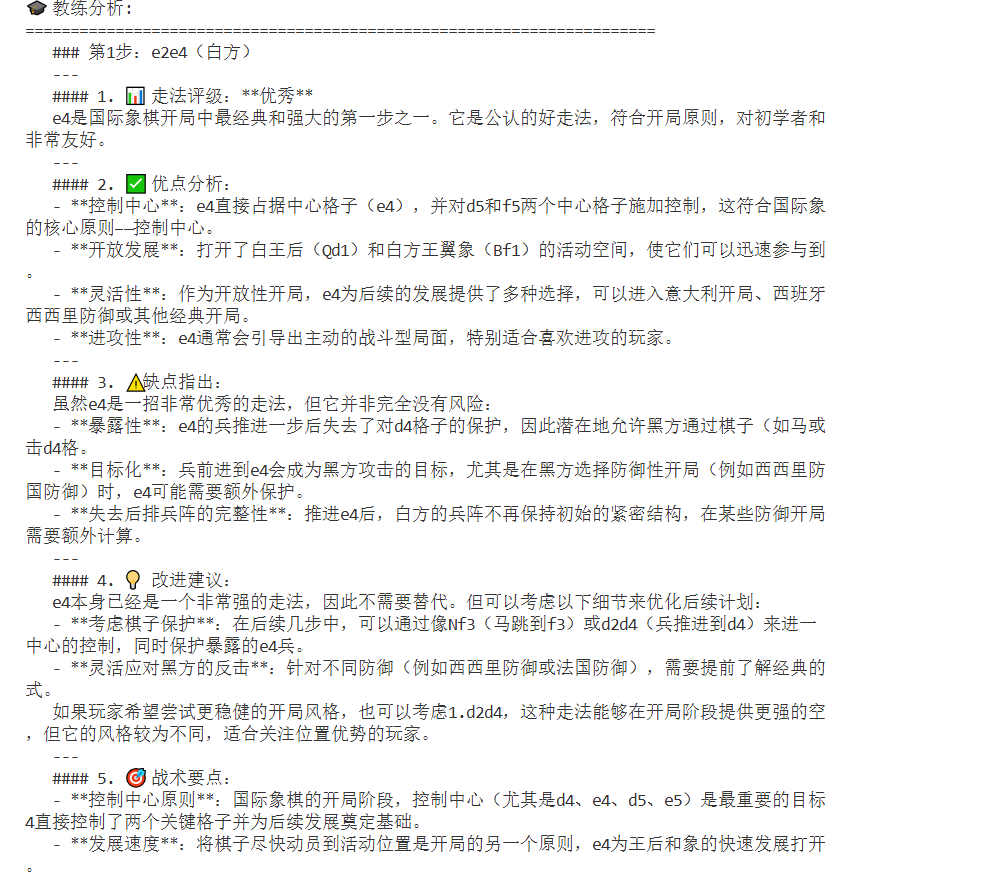 🎓 教练分析:
======================================================================
### 第1步: e2e4（白方）
---
#### 1. 📊 走法评级: **优秀**
e4是国际象棋开局中最经典和强大的第一步之一。它是公认的好走法，符合开局原则，对初学者和
非常友好。
---
#### 2. ✅ 优点分析:
- **控制中心**: e4直接占据中心格子（e4），并对d5和f5两个中心格子施加控制，这符合国际象
的核心原则——控制中心。
- **开放发展**: 打开了白王后（Qd1）和白方王翼象（Bf1）的活动空间，使它们可以迅速参与到
。
- **灵活性**: 作为开放性开局，e4为后续的发展提供了多种选择，可以进入意大利开局、西班牙
西西里防御或其他经典开局。
- **进攻性**: e4通常会引导出主动的战斗型局面，特别适合喜欢进攻的玩家。
---
#### 3. ⚠️缺点指出:
虽然e4是一招非常优秀的走法，但它并非完全没有风险:
- **暴露性**: e4的兵推进一步后失去了对d4格子的保护，因此潜在地允许黑方通过棋子（如马或
击d4格。
- **目标化**: 兵前进到e4会成为黑方攻击的目标，尤其是在黑方选择防御性开局（例如西西里防
国防御）时，e4可能需要额外保护。
- **失去后排兵阵的完整性**: 推进e4后，白方的兵阵不再保持初始的紧密结构，在某些防御开局
需要额外计算。
---
#### 4. 💡 改进建议:
e4本身已经是一个非常强的走法，因此不需要替代。但可以考虑以下细节来优化后续计划:
- **考虑棋子保护**: 在后续几步中，可以通过像Nf3（马跳到f3）或d2d4（兵推进到d4）来进一
中心的控制，同时保护暴露的e4兵。
- **灵活应对黑方的反击**: 针对不同防御（例如西西里防御或法国防御），需要提前了解经典的
式。
如果玩家希望尝试更稳健的开局风格，也可以考虑1.d2d4，这种走法能够在开局阶段提供更强的空
，但它的风格较为不同，适合关注位置优势的玩家。
---
#### 5. 🎯 战术要点:
- **控制中心原则**: 国际象棋的开局阶段，控制中心（尤其是d4、e4、d5、e5）是最重要的目标
4直接控制了两个关键格子并为后续发展奠定基础。
- **发展速度**: 将棋子尽快动员到活动位置是开局的另一个原则，e4为王后和象的快速发展打开
。